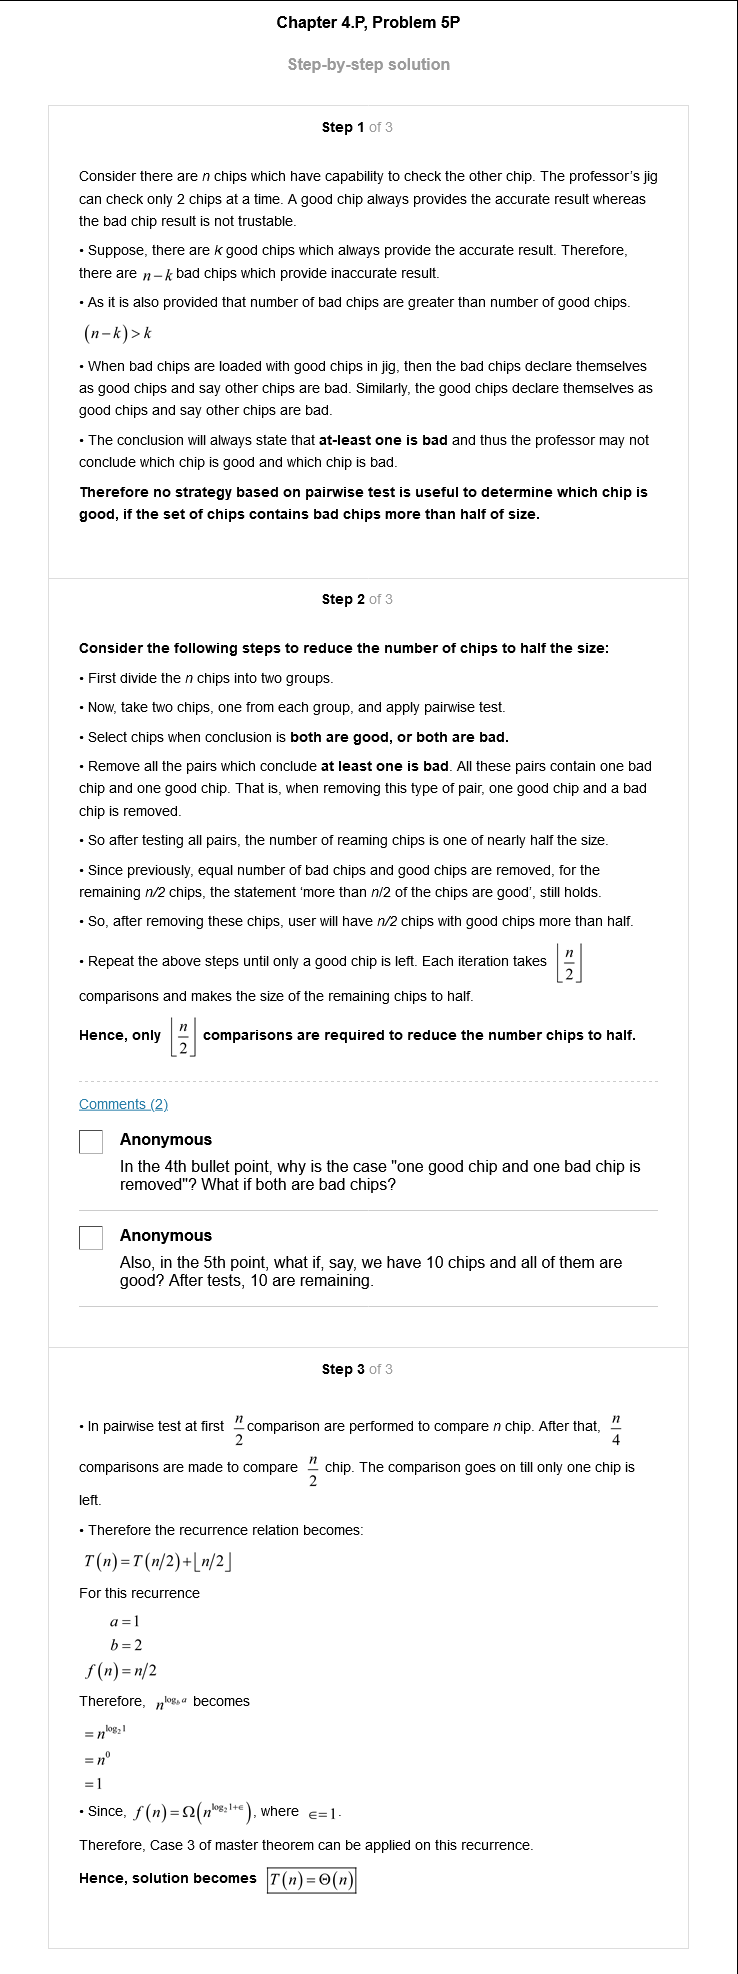 Chapter 4.P, Problem 5P
Step-by-step solution
Step 1 of 3
Consider there are n chips which have capability to check the other chip. The professor's jig
can check only 2 chips at a time. A good chip always provides the accurate result whereas
the bad chip result is not trustable.
• Suppose, there are k good chips which always provide the accurate result. Therefore,
there are n−k bad chips which provide inaccurate result.
• As it is also provided that number of bad chips are greater than number of good chips.
(n−k)>k
• When bad chips are loaded with good chips in jig, then the bad chips declare themselves
as good chips and say other chips are bad. Similarly, the good chips declare themselves as
good chips and say other chips are bad.
• The conclusion will always state that at-least one is bad and thus the professor may not
conclude which chip is good and which chip is bad.
Therefore no strategy based on pairwise test is useful to determine which chip is
good, if the set of chips contains bad chips more than half of size.
Step 2 of 3
Consider the following steps to reduce the number of chips to half the size:
• First divide the n chips into two groups.
• Now, take two chips, one from each group, and apply pairwise test.
• Select chips when conclusion is both are good, or both are bad.
• Remove all the pairs which conclude at least one is bad. All these pairs contain one bad
chip and one good chip. That is, when removing this type of pair, one good chip and a bad
chip is removed.
• So after testing all pairs, the number of reaming chips is one of nearly half the size.
• Since previously, equal number of bad chips and good chips are removed, for the
remaining n/2 chips, the statement 'more than n/2 of the chips are good', still holds.
• So, after removing these chips, user will have n/2 chips with good chips more than half.
• Repeat the above steps until only a good chip is left. Each iteration takes ⌊n/2⌋
comparisons and makes the size of the remaining chips to half.
Hence, only ⌊n/2⌋ comparisons are required to reduce the number chips to half.
Comments (2)
Anonymous
In the 4th bullet point, why is the case "one good chip and one bad chip is
removed"? What if both are bad chips?
Anonymous
Also, in the 5th point, what if, say, we have 10 chips and all of them are
good? After tests, 10 are remaining.
Step 3 of 3
• In pairwise test at first n/2 comparison are performed to compare n chip. After that, n/4
comparisons are made to compare n/2 chip. The comparison goes on till only one chip is
left.
• Therefore the recurrence relation becomes:
T(n)=T(n/2)+⌊n/2⌋
For this recurrence
a=1
b=2
f(n)=n/2
Therefore, n^(log_b a) becomes
=n^(log_2 1)
=n^0
=1
• Since, f(n)=Ω(n^(log_2 1+∈)), where ∈=1.
Therefore, Case 3 of master theorem can be applied on this recurrence.
Hence, solution becomes T(n)=Θ(n)